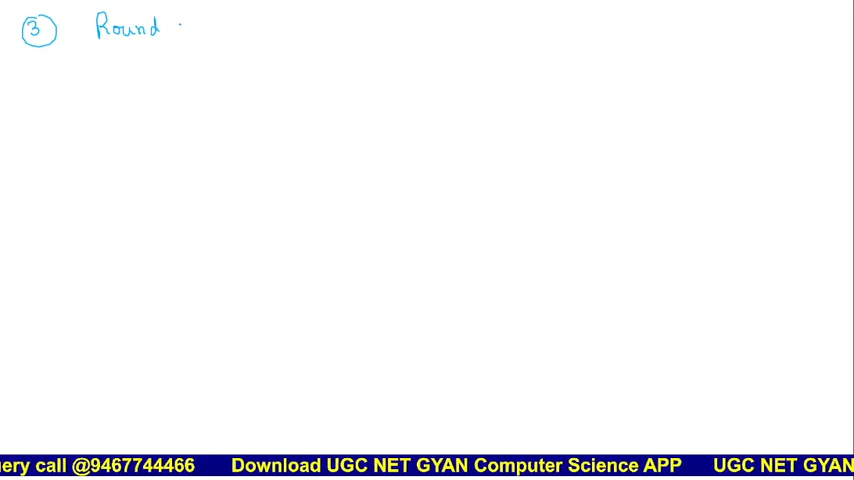 ③ Round
ery call @9467744466 Download UGC NET GYAN Computer Science APP UGC NET GYAN